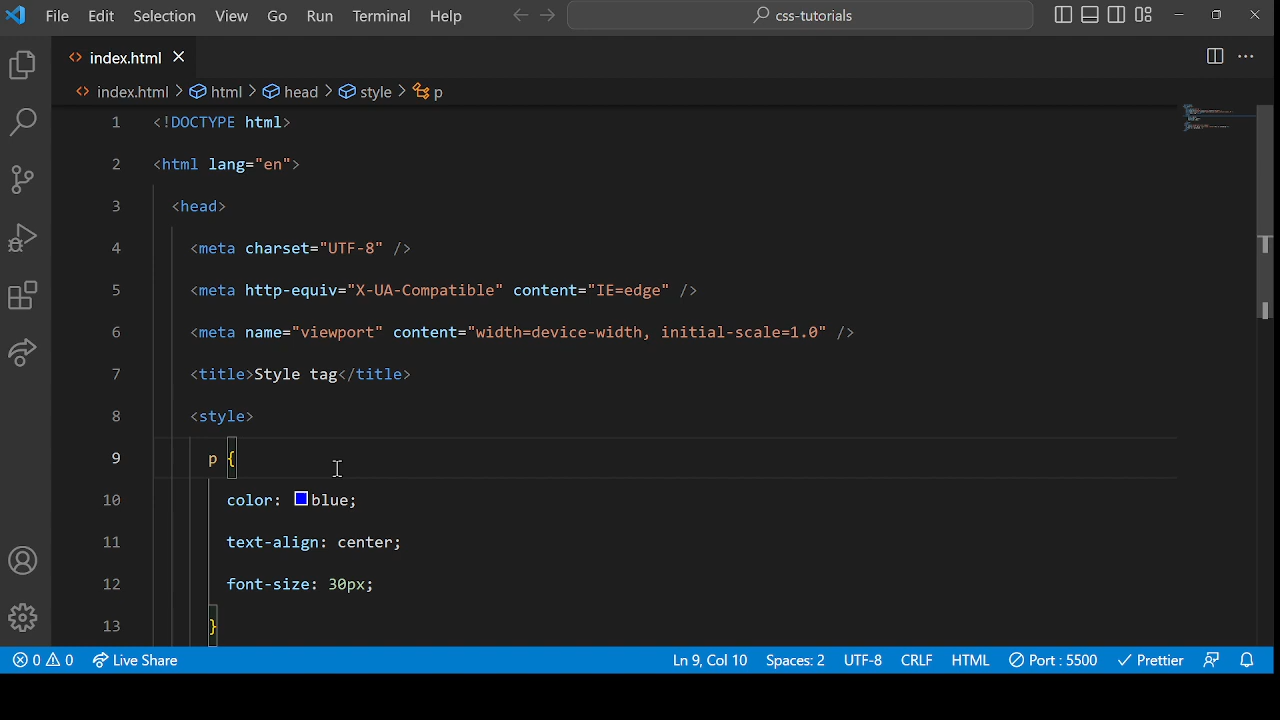 File Edit Selection View Go Run Terminal Help css-tutorials
index.html
index.html > html > head > style > p
1 <!DOCTYPE html>
2 <html lang="en">
3 <head>
4 <meta charset="UTF-8" />
5 <meta http-equiv="X-UA-Compatible" content="IE=edge" />
6 <meta name="viewport" content="width=device-width, initial-scale=1.0" />
7 <title>Style tag</title>
8 <style>
9 p {
10 color: blue;
11 text-align: center;
12 font-size: 30px;
13 }
0 0 Live Share Ln 9, Col 10 Spaces: 2 UTF-8 CRLF HTML Port : 5500 Prettier